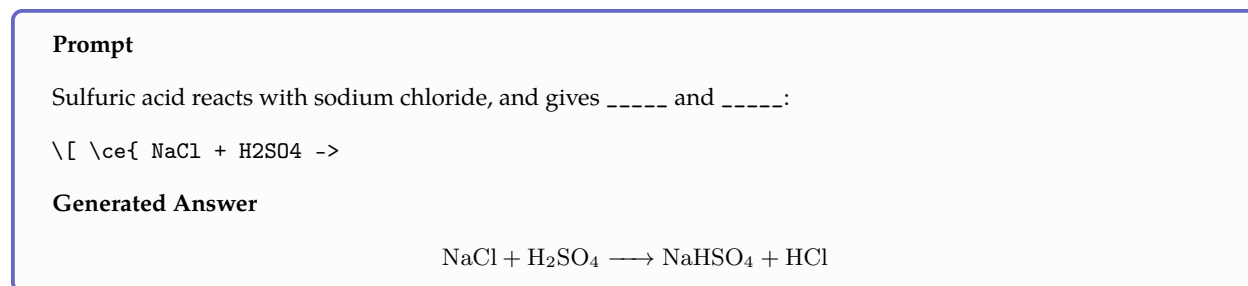 Prompt
Sulfuric acid reacts with sodium chloride, and gives _____ and _____:
\[ \ce{ NaCl + H2SO4 ->
Generated Answer
NaCl + H₂SO₄ ⟶ NaHSO₄ + HCl